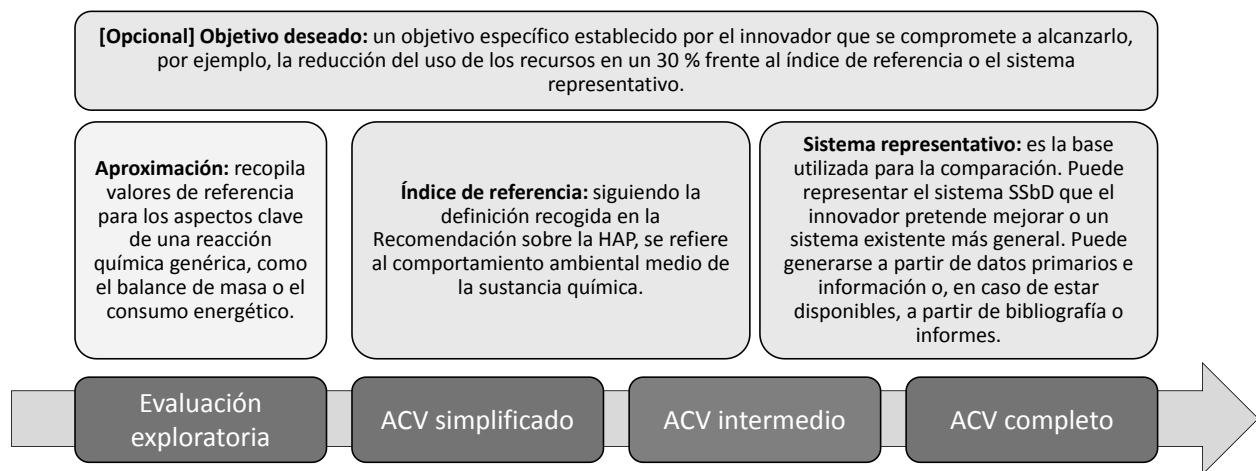 [Opcional] Objetivo deseado: un objetivo específico establecido por el innovador que se compromete a alcanzarlo,
por ejemplo, la reducción del uso de los recursos en un 30 % frente al índice de referencia o el sistema
representativo.
Aproximación: recopila
valores de referencia
para los aspectos clave
de una reacción
química genérica, como
el balance de masa o el
consumo energético.
Índice de referencia: siguiendo la
definición recogida en la
Recomendación sobre la HAP, se refiere
al comportamiento ambiental medio de
la sustancia química.
Sistema representativo: es la base
utilizada para la comparación. Puede
representar el sistema SSbD que el
innovador pretende mejorar o un
sistema existente más general. Puede
generarse a partir de datos primarios e
información o, en caso de estar
disponibles, a partir de bibliografía o
informes.
Evaluación
exploratoria
ACV simplificado
ACV intermedio
ACV completo